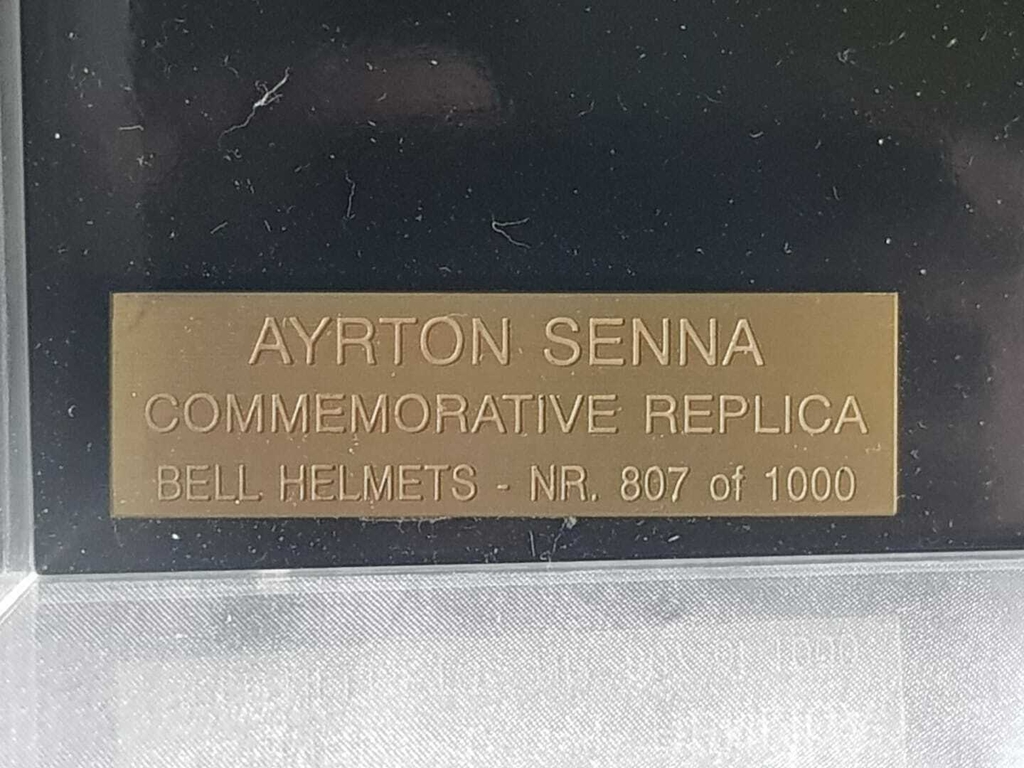 AYRTON SENNA
COMMEMORATIVE REPLICA
BELL HELMETS - NR. 807 of 1000